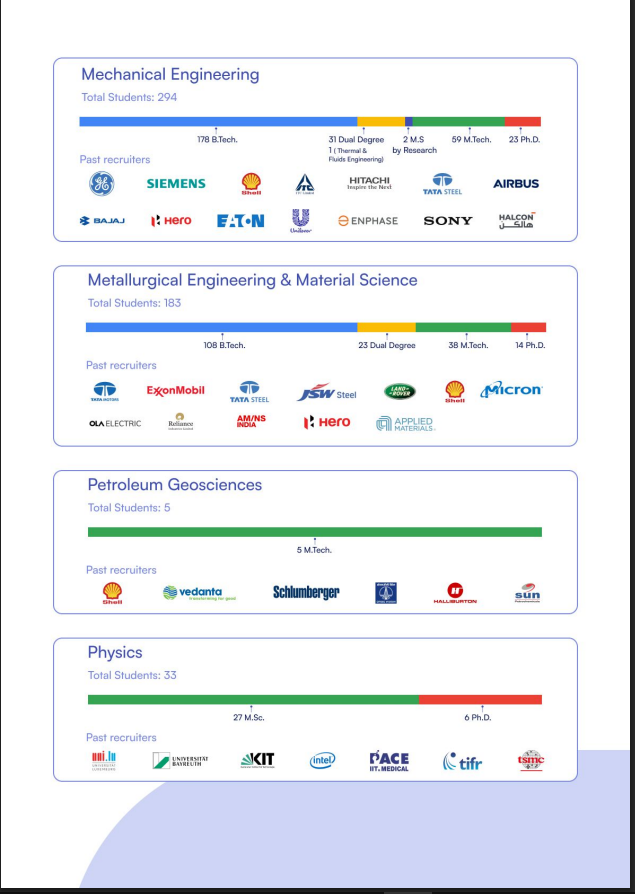 Mechanical Engineering
Total Students: 294
178 B.Tech.
31 Dual Degree
1 ( Thermal &
Fluids Engineering)
2 M.S
by Research
59 M.Tech.
23 Ph.D.
Past recruiters
GE SIEMENS Shell ITC HITACHI Inspire the Next TATA STEEL AIRBUS
BAJAJ Hero EATON Unilever ENPHASE SONY HALCON هالكن
Metallurgical Engineering & Material Science
Total Students: 183
108 B.Tech.
23 Dual Degree
38 M.Tech.
14 Ph.D.
Past recruiters
TATA MOTORS ExxonMobil TATA STEEL JSW Steel LAND ROVER Shell Micron
OLA ELECTRIC Reliance AM/NS INDIA Hero APPLIED MATERIALS
Petroleum Geosciences
Total Students: 5
5 M.Tech.
Past recruiters
Shell vedanta transforming for good Schlumberger HALLIBURTON sun
Physics
Total Students: 33
27 M.Sc.
6 Ph.D.
Past recruiters
uni.lu UNIVERSITÉ DU LUXEMBOURG UNIVERSITÄT BAYREUTH KIT intel PACE IIT & MEDICAL tifr tsmc